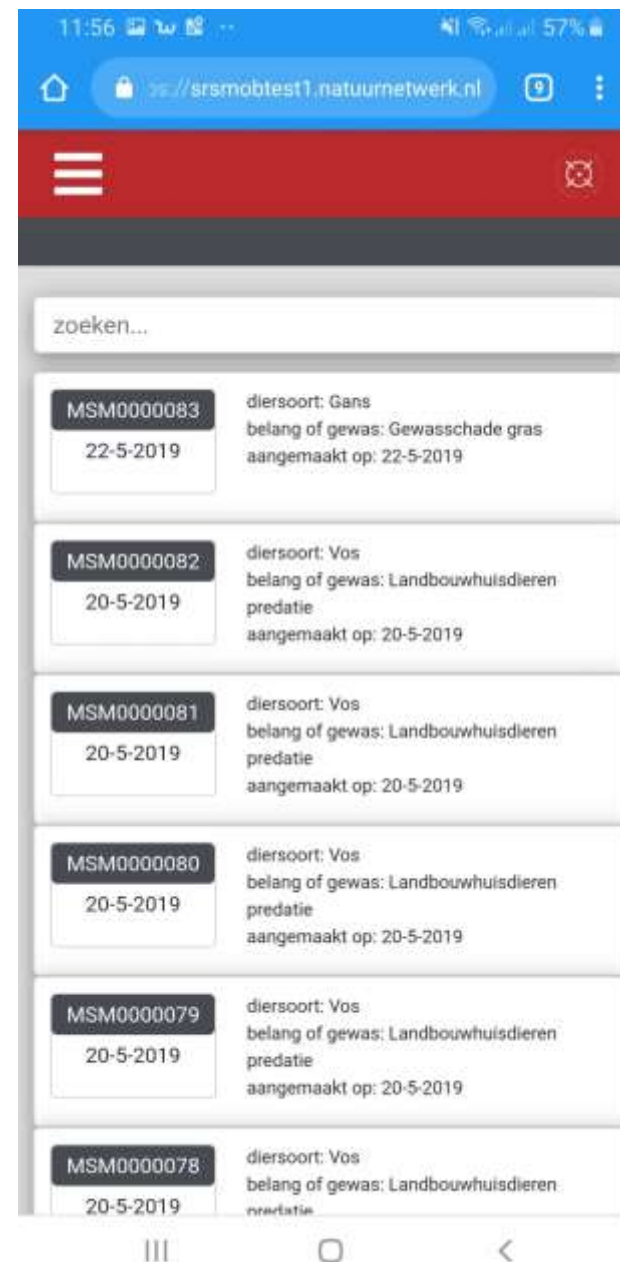 11:56
57%
://srsmobtest1.natuurnetwerk.nl
9
zoeken...
MSM0000083
22-5-2019
diersoort: Gans
belang of gewas: Gewasschade gras
aangemaakt op: 22-5-2019
MSM0000082
20-5-2019
diersoort: Vos
belang of gewas: Landbouwhuisdieren
predatie
aangemaakt op: 20-5-2019
MSM0000081
20-5-2019
diersoort: Vos
belang of gewas: Landbouwhuisdieren
predatie
aangemaakt op: 20-5-2019
MSM0000080
20-5-2019
diersoort: Vos
belang of gewas: Landbouwhuisdieren
predatie
aangemaakt op: 20-5-2019
MSM0000079
20-5-2019
diersoort: Vos
belang of gewas: Landbouwhuisdieren
predatie
aangemaakt op: 20-5-2019
MSM0000078
20-5-2019
diersoort: Vos
belang of gewas: Landbouwhuisdieren
predatie